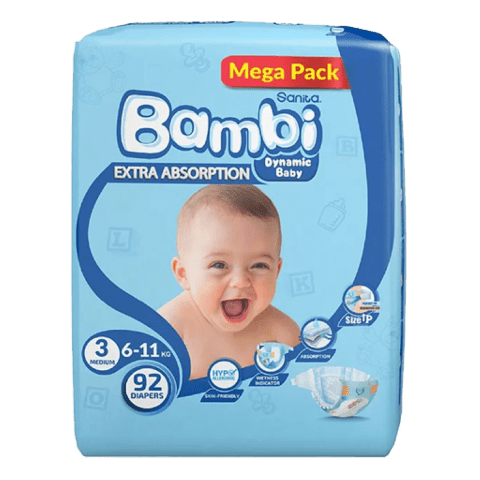 Mega Pack
Sanita
Bambi
Dynamic
Baby
EXTRA ABSORPTION
B
L
K
O
Size UP
3
MEDIUM
6-11 KG
92
DIAPERS
HYPO
ALLERGENIC
SKIN-FRIENDLY
WETNESS
INDICATOR
ABSORPTION